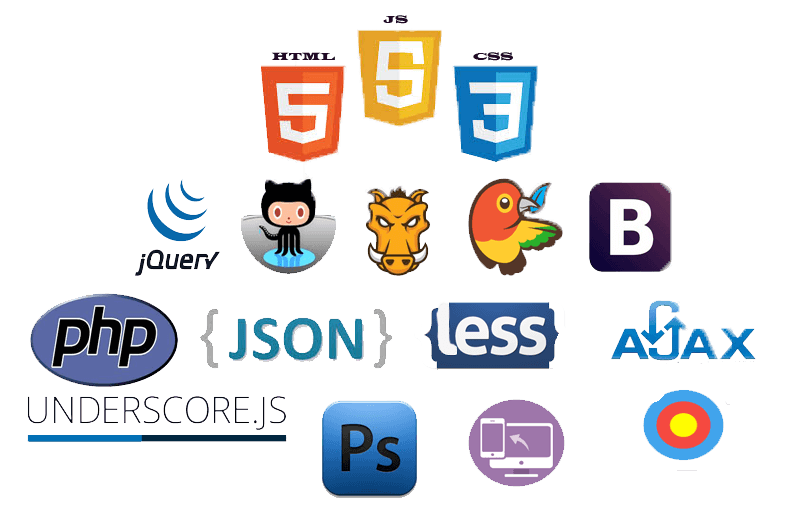 JS
HTML
CSS
5
5
3
jQuery
B
php
{ JSON }
{less}
AJAX
UNDERSCORE.JS
Ps